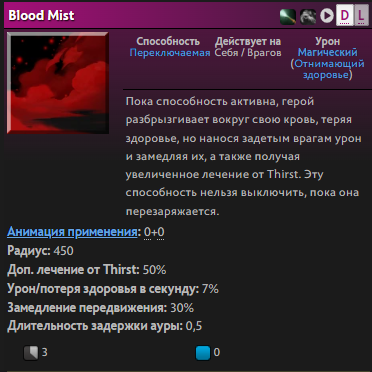 Blood Mist
D L
Способность
Переключаемая
Действует на
Себя / Врагов
Урон
Магический
(Отнимающий
здоровье)
Пока способность активна, герой
разбрызгивает вокруг свою кровь, теряя
здоровье, но нанося задетым врагам урон
и замедляя их, а также получая
увеличенное лечение от Thirst. Эту
способность нельзя выключить, пока она
перезаряжается.
Анимация применения: 0+0
Радиус: 450
Доп. лечение от Thirst: 50%
Урон/потеря здоровья в секунду: 7%
Замедление передвижения: 30%
Длительность задержки ауры: 0,5
3 0